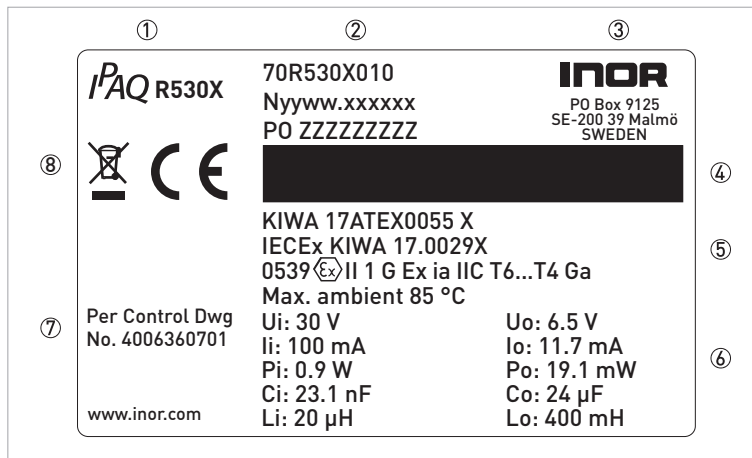 ① ② ③
IPAQ R530X
70R530X010
Nyyww.xxxxxx
PO ZZZZZZZZZ
INOR
PO Box 9125
SE-200 39 Malmö
SWEDEN
⑧
CE
④
KIWA 17ATEX0055 X
IECEx KIWA 17.0029X
0539 Ex II 1 G Ex ia IIC T6...T4 Ga
Max. ambient 85 °C
⑤
⑦
Per Control Dwg
No. 4006360701
Ui: 30 V Uo: 6.5 V
Ii: 100 mA Io: 11.7 mA
Pi: 0.9 W Po: 19.1 mW
Ci: 23.1 nF Co: 24 µF
Li: 20 µH Lo: 400 mH
⑥
www.inor.com